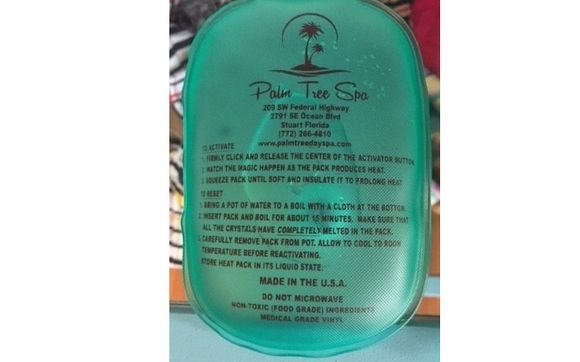 Palm Tree Spa
209 SW Federal Highway
2791 SE Ocean Blvd
Stuart Florida
(772) 266-4810
www.palmtreedayspa.com
TO ACTIVATE
1. FIRMLY CLICK AND RELEASE THE CENTER OF THE ACTIVATOR BUTTON
2. WATCH THE MAGIC HAPPEN AS THE PACK PRODUCES HEAT.
3. SQUEEZE PACK UNTIL SOFT AND INSULATE IT TO PROLONG HEAT
TO RESET
1. BRING A POT OF WATER TO A BOIL WITH A CLOTH AT THE BOTTOM.
2. INSERT PACK AND BOIL FOR ABOUT 15 MINUTES. MAKE SURE THAT
ALL THE CRYSTALS HAVE COMPLETELY MELTED IN THE PACK.
CAREFULLY REMOVE PACK FROM POT. ALLOW TO COOL TO ROOM
TEMPERATURE BEFORE REACTIVATING.
STORE HEAT PACK IN ITS LIQUID STATE.
MADE IN THE U.S.A.
DO NOT MICROWAVE
NON-TOXIC (FOOD GRADE) INGREDIENTS
MEDICAL GRADE VINYL